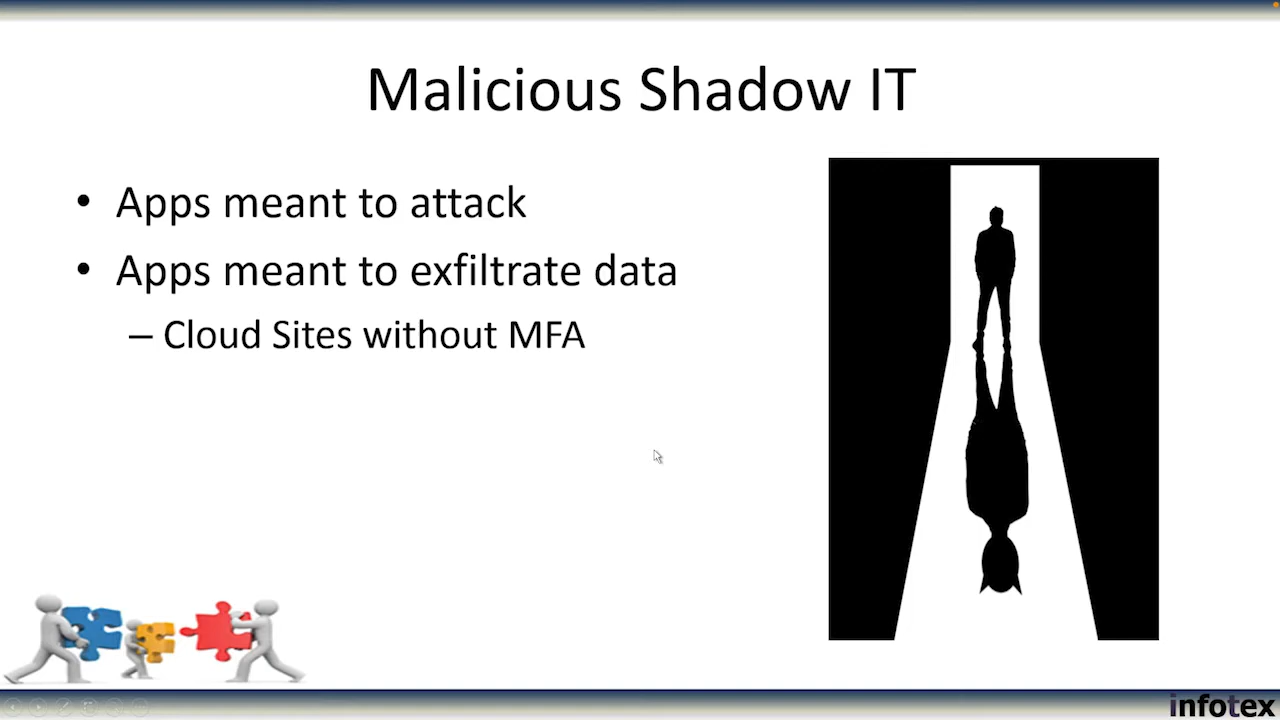 Malicious Shadow IT
• Apps meant to attack
• Apps meant to exfiltrate data
– Cloud Sites without MFA
infotex